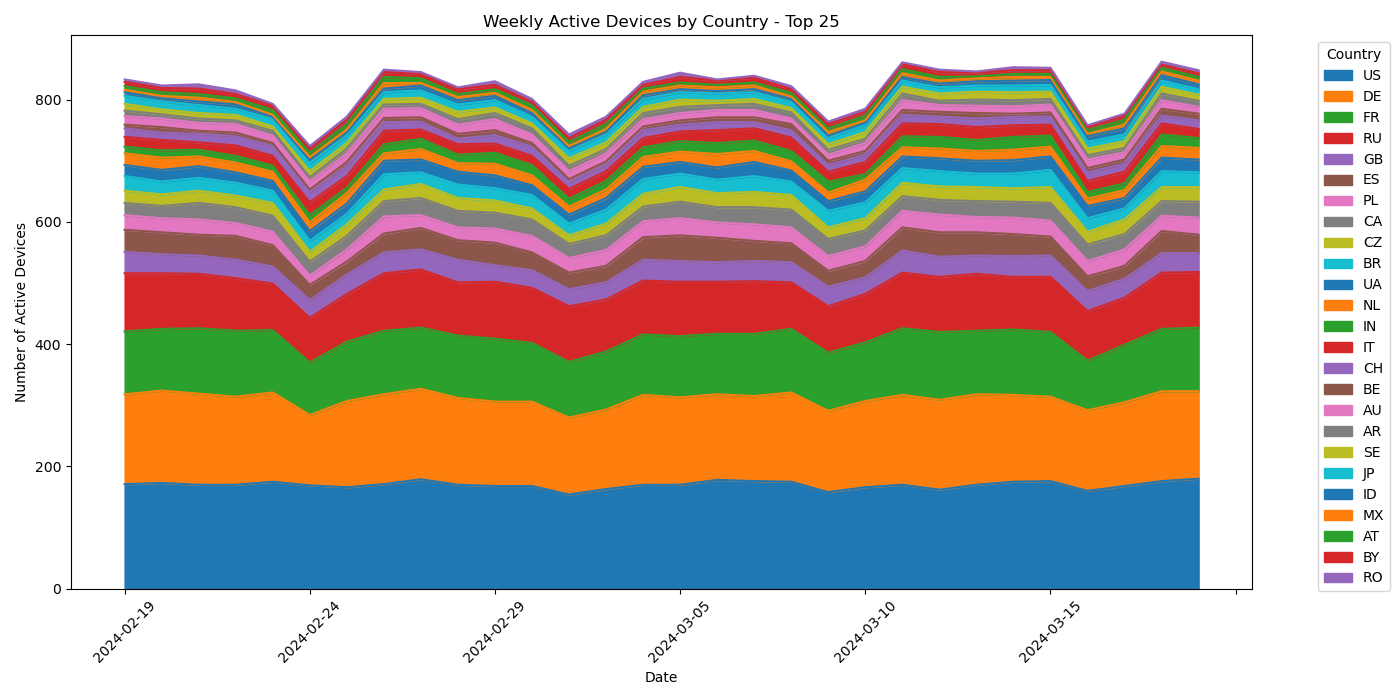 Weekly Active Devices by Country - Top 25
Number of Active Devices
800
600
400
200
0
2024-02-19
2024-02-24
2024-02-29
2024-03-05
2024-03-10
2024-03-15
Date
Country
US
DE
FR
RU
GB
ES
PL
CA
CZ
BR
UA
NL
IN
IT
CH
BE
AU
AR
SE
JP
ID
MX
AT
BY
RO